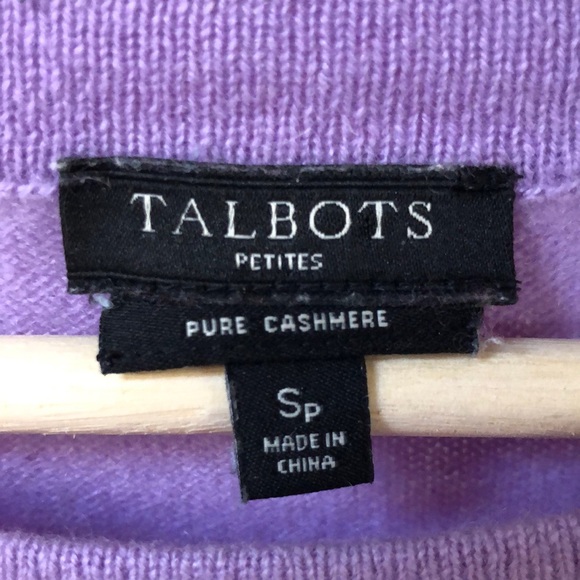 TALBOTS
PETITES
PURE CASHMERE
SP
MADE IN
CHINA